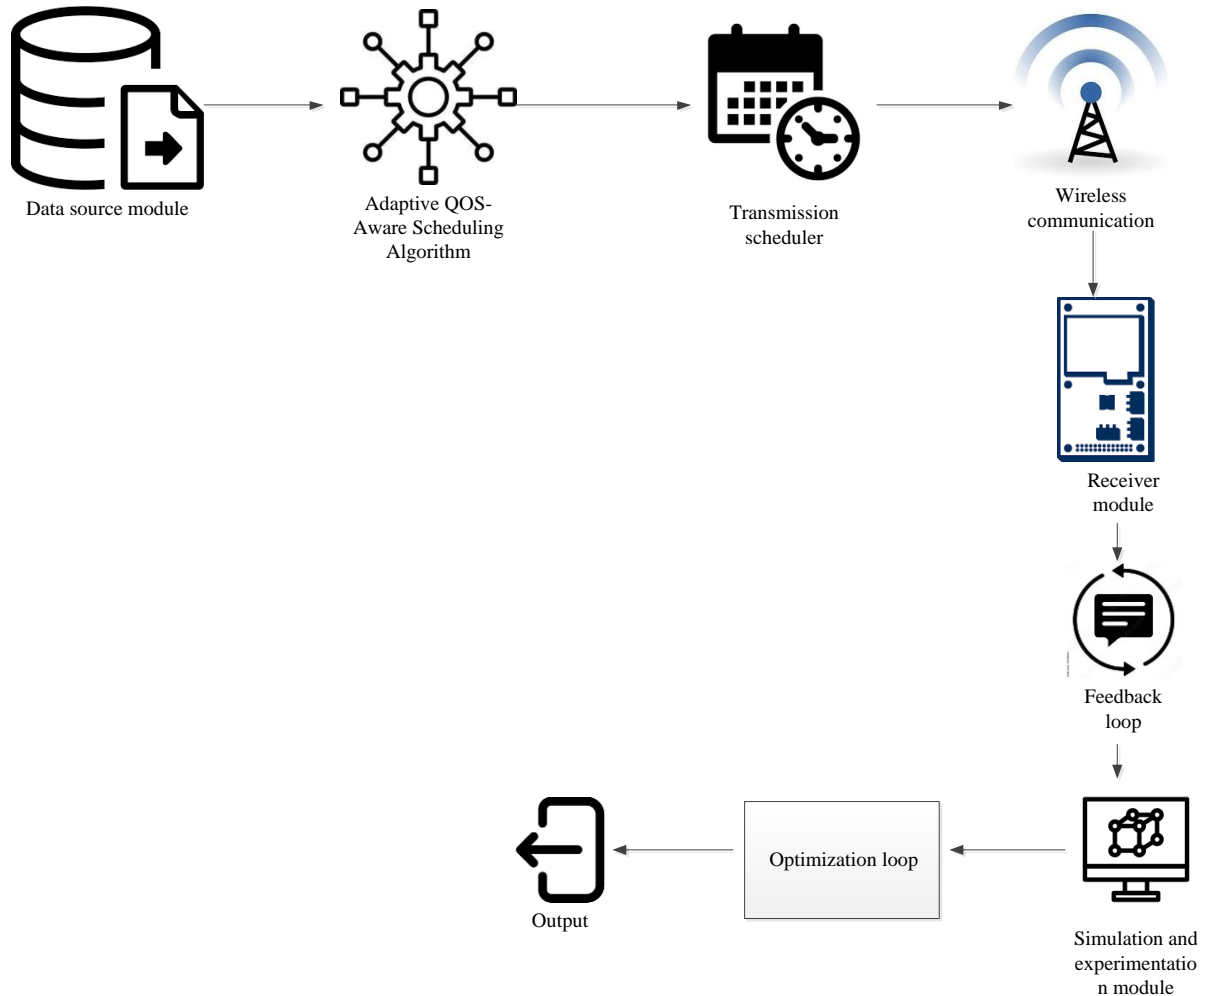 Data source module
Adaptive QOS-
Aware Scheduling
Algorithm
Transmission
scheduler
Wireless
communication
Receiver
module
Feedback
loop
Simulation and
experimentatio
n module
Optimization loop
Output